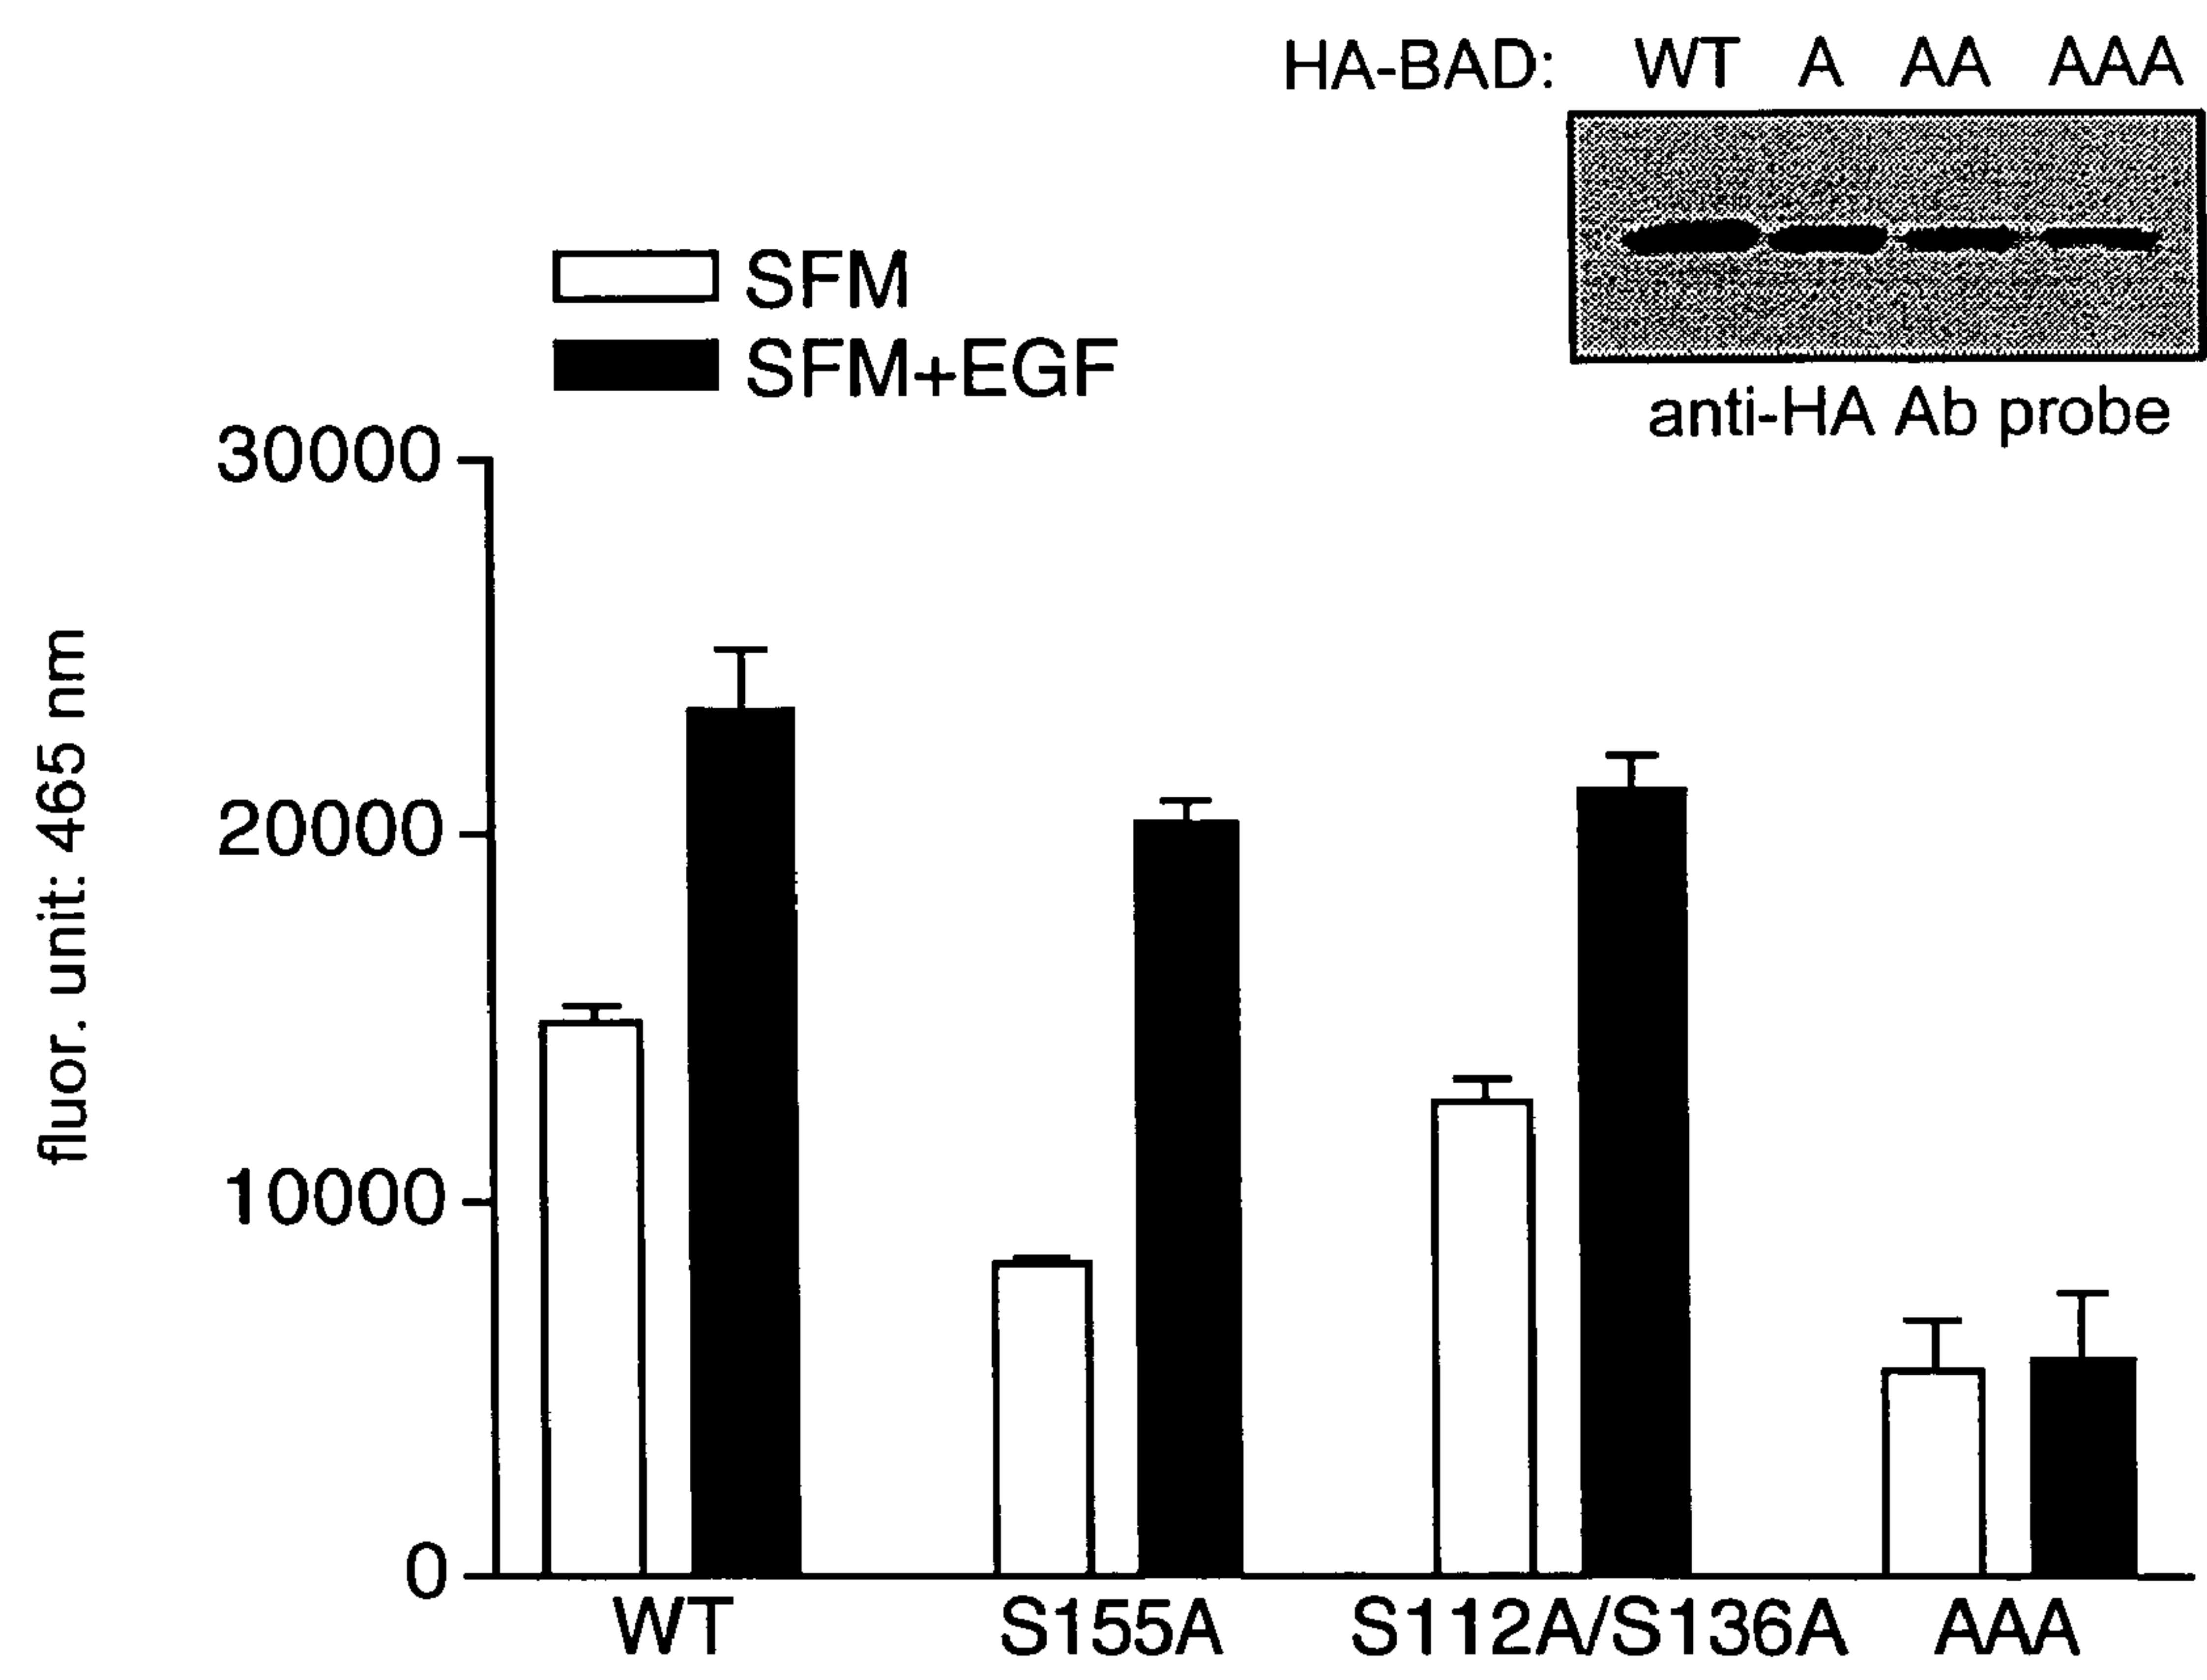 HA-BAD: WT A AA AAA
anti-HA Ab probe
SFM
SFM+EGF
30000
20000
10000
0
fluor. unit: 465 nm
WT S155A S112A/S136A AAA